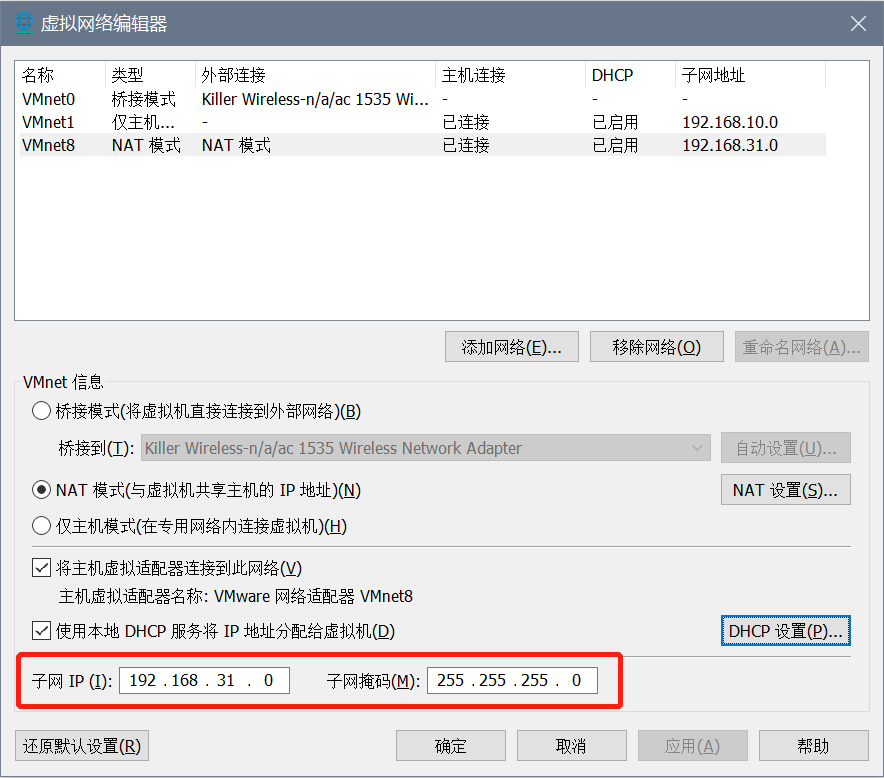 虚拟网络编辑器
名称 类型 外部连接 主机连接 DHCP 子网地址
VMnet0 桥接模式 Killer Wireless-n/a/ac 1535 Wi... - - -
VMnet1 仅主机... - 已连接 已启用 192.168.10.0
VMnet8 NAT 模式 NAT 模式 已连接 已启用 192.168.31.0
添加网络(E)... 移除网络(O) 重命名网络(A)...
VMnet 信息
桥接模式(将虚拟机直接连接到外部网络)(B)
桥接到(T): Killer Wireless-n/a/ac 1535 Wireless Network Adapter 自动设置(U)...
NAT 模式(与虚拟机共享主机的 IP 地址)(N) NAT 设置(S)...
仅主机模式(在专用网络内连接虚拟机)(H)
将主机虚拟适配器连接到此网络(V)
主机虚拟适配器名称: VMware 网络适配器 VMnet8
使用本地 DHCP 服务将 IP 地址分配给虚拟机(D) DHCP 设置(P)...
子网 IP (I): 192 . 168 . 31 . 0 子网掩码(M): 255 . 255 . 255 . 0
还原默认设置(R) 确定 取消 应用(A) 帮助